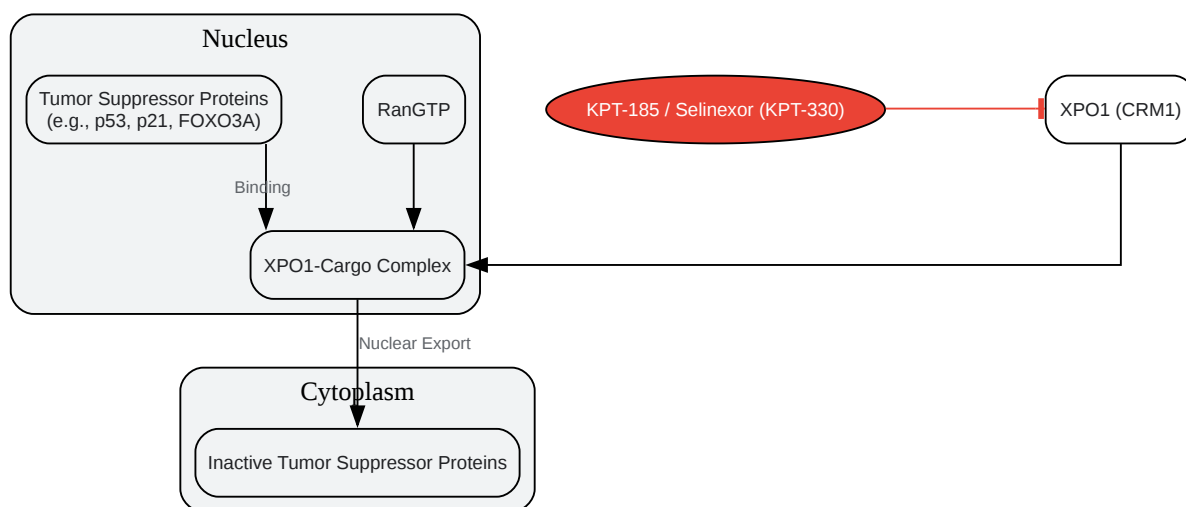 Nucleus
Tumor Suppressor Proteins
(e.g., p53, p21, FOXO3A)
RanGTP
KPT-185 / Selinexor (KPT-330)
XPO1 (CRM1)
Binding
XPO1-Cargo Complex
Nuclear Export
Cytoplasm
Inactive Tumor Suppressor Proteins